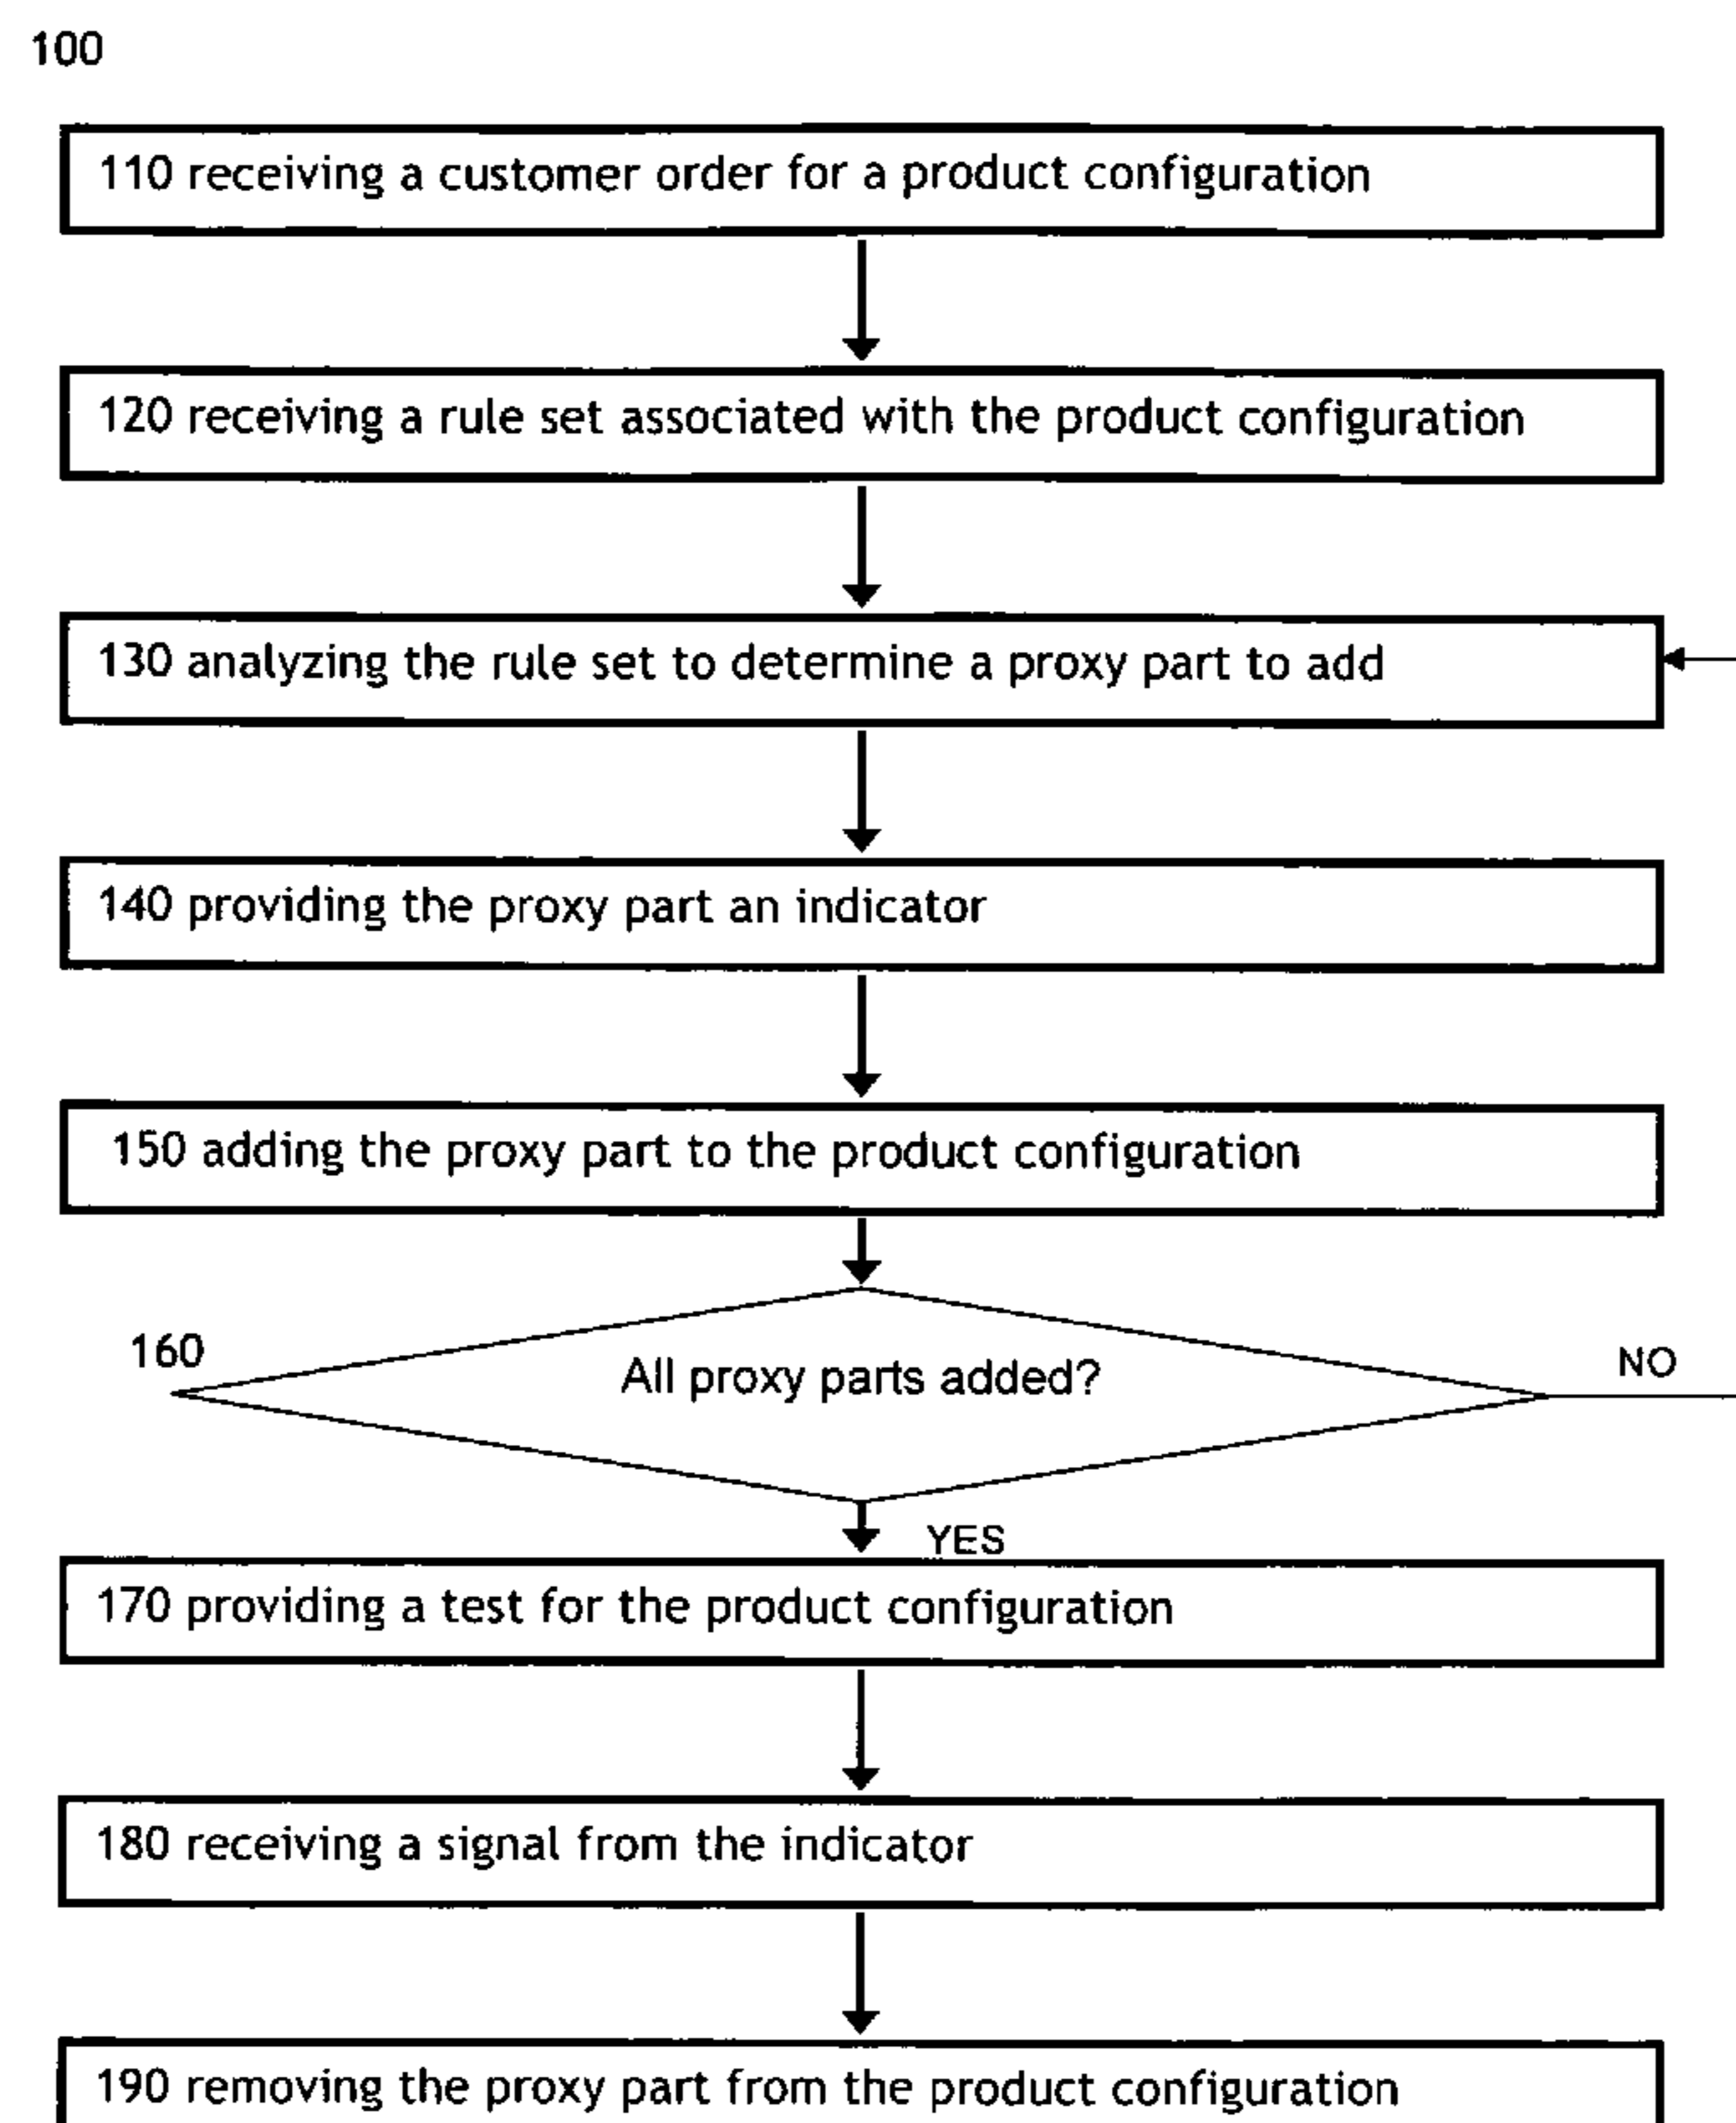 100
110 receiving a customer order for a product configuration
120 receiving a rule set associated with the product configuration
130 analyzing the rule set to determine a proxy part to add
140 providing the proxy part an indicator
150 adding the proxy part to the product configuration
160
All proxy parts added?
NO
YES
170 providing a test for the product configuration
180 receiving a signal from the indicator
190 removing the proxy part from the product configuration